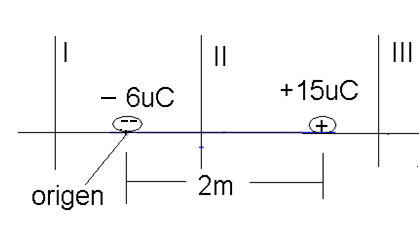 I
II
III
– 6uC
+15uC
--
+
origen
2m